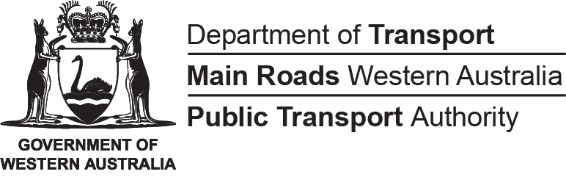 Department of Transport
Main Roads Western Australia
Public Transport Authority
GOVERNMENT OF
WESTERN AUSTRALIA